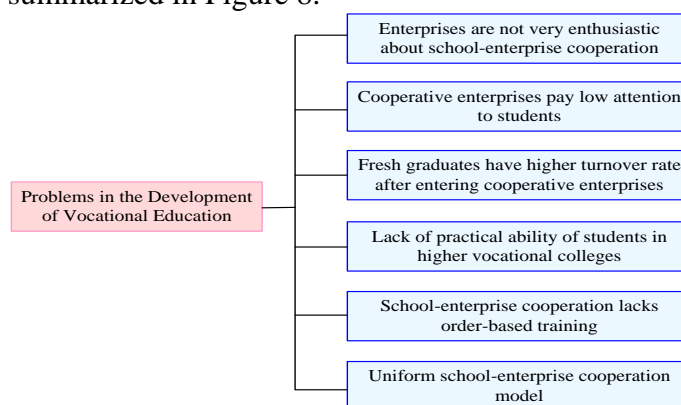 summarized in Figure 8.
Enterprises are not very enthusiastic
about school-enterprise cooperation
Cooperative enterprises pay low attention
to students
Fresh graduates have higher turnover rate
after entering cooperative enterprises
Problems in the Development
of Vocational Education
Lack of practical ability of students in
higher vocational colleges
School-enterprise cooperation lacks
order-based training
Uniform school-enterprise cooperation
model